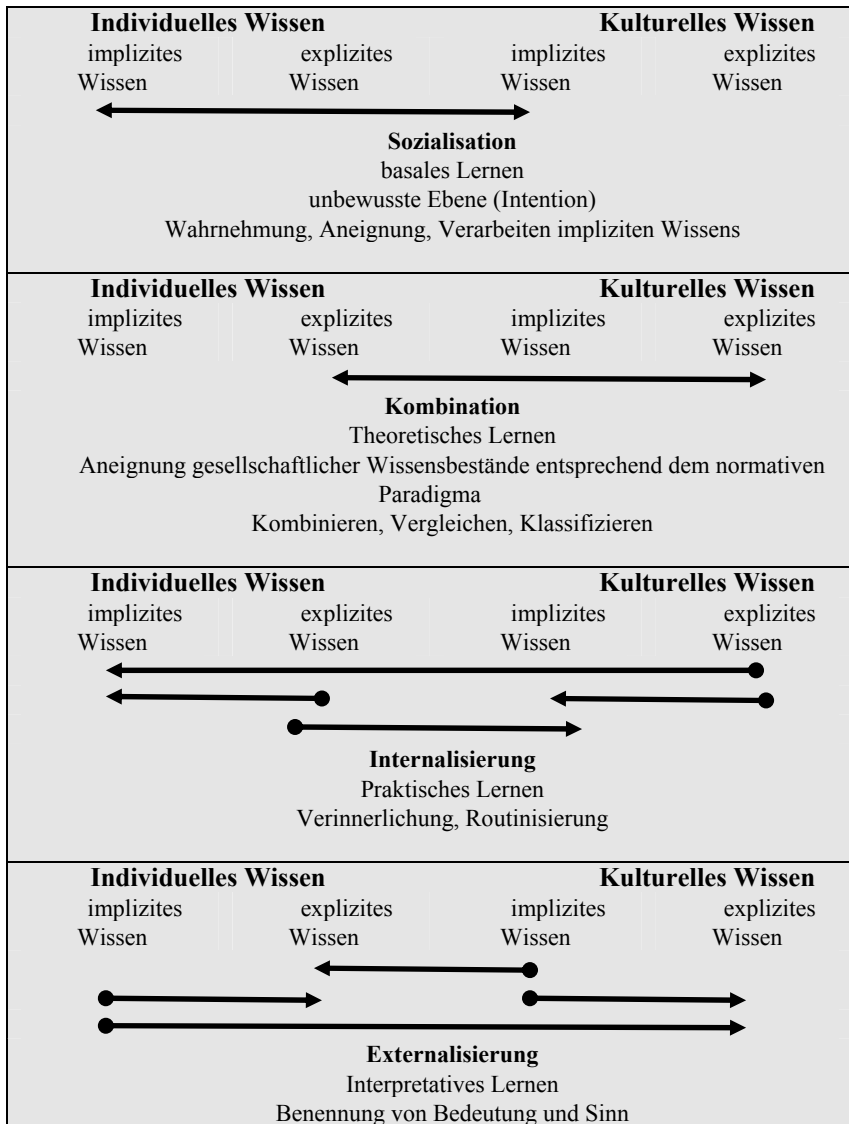 Individuelles Wissen Kulturelles Wissen
implizites explizites implizites explizites
Wissen Wissen Wissen Wissen
Sozialisation
basales Lernen
unbewusste Ebene (Intention)
Wahrnehmung, Aneignung, Verarbeiten impliziten Wissens
Individuelles Wissen Kulturelles Wissen
implizites explizites implizites explizites
Wissen Wissen Wissen Wissen
Kombination
Theoretisches Lernen
Aneignung gesellschaftlicher Wissensbestände entsprechend dem normativen
Paradigma
Kombinieren, Vergleichen, Klassifizieren
Individuelles Wissen Kulturelles Wissen
implizites explizites implizites explizites
Wissen Wissen Wissen Wissen
Internalisierung
Praktisches Lernen
Verinnerlichung, Routinisierung
Individuelles Wissen Kulturelles Wissen
implizites explizites implizites explizites
Wissen Wissen Wissen Wissen
Externalisierung
Interpretatives Lernen
Benennung von Bedeutung und Sinn